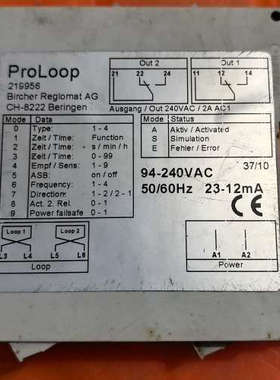 ProLoop
219956
Bircher Reglomat AG
CH-8222 Beringen
Out 2 Out 1
21 22 24 11 12 14
Ausgang / Out 240VAC / 2A AC1
Mode Data
0 Type: 1 - 4
1 Zeit / Time: Function
2 Zeit / Time: - s / min / h
3 Zeit / Time: 0 - 99
4 Empf / Sens: 1 - 9
5 ASB: on / off
6 Frequency: 1 - 4
7 Direction: 1 - 2 / 2 - 1
8 Act. 2. Rel. 0 - 1
9 Power failsafe 0 - 1
Mode Status
A Aktiv / Activated
S Simulation
E Fehler / Error
37/10
94-240VAC
50/60Hz 23-12mA
CE
Loop 1 Loop 2
L3 L4 L5 L6
Loop
A1 A2
Power